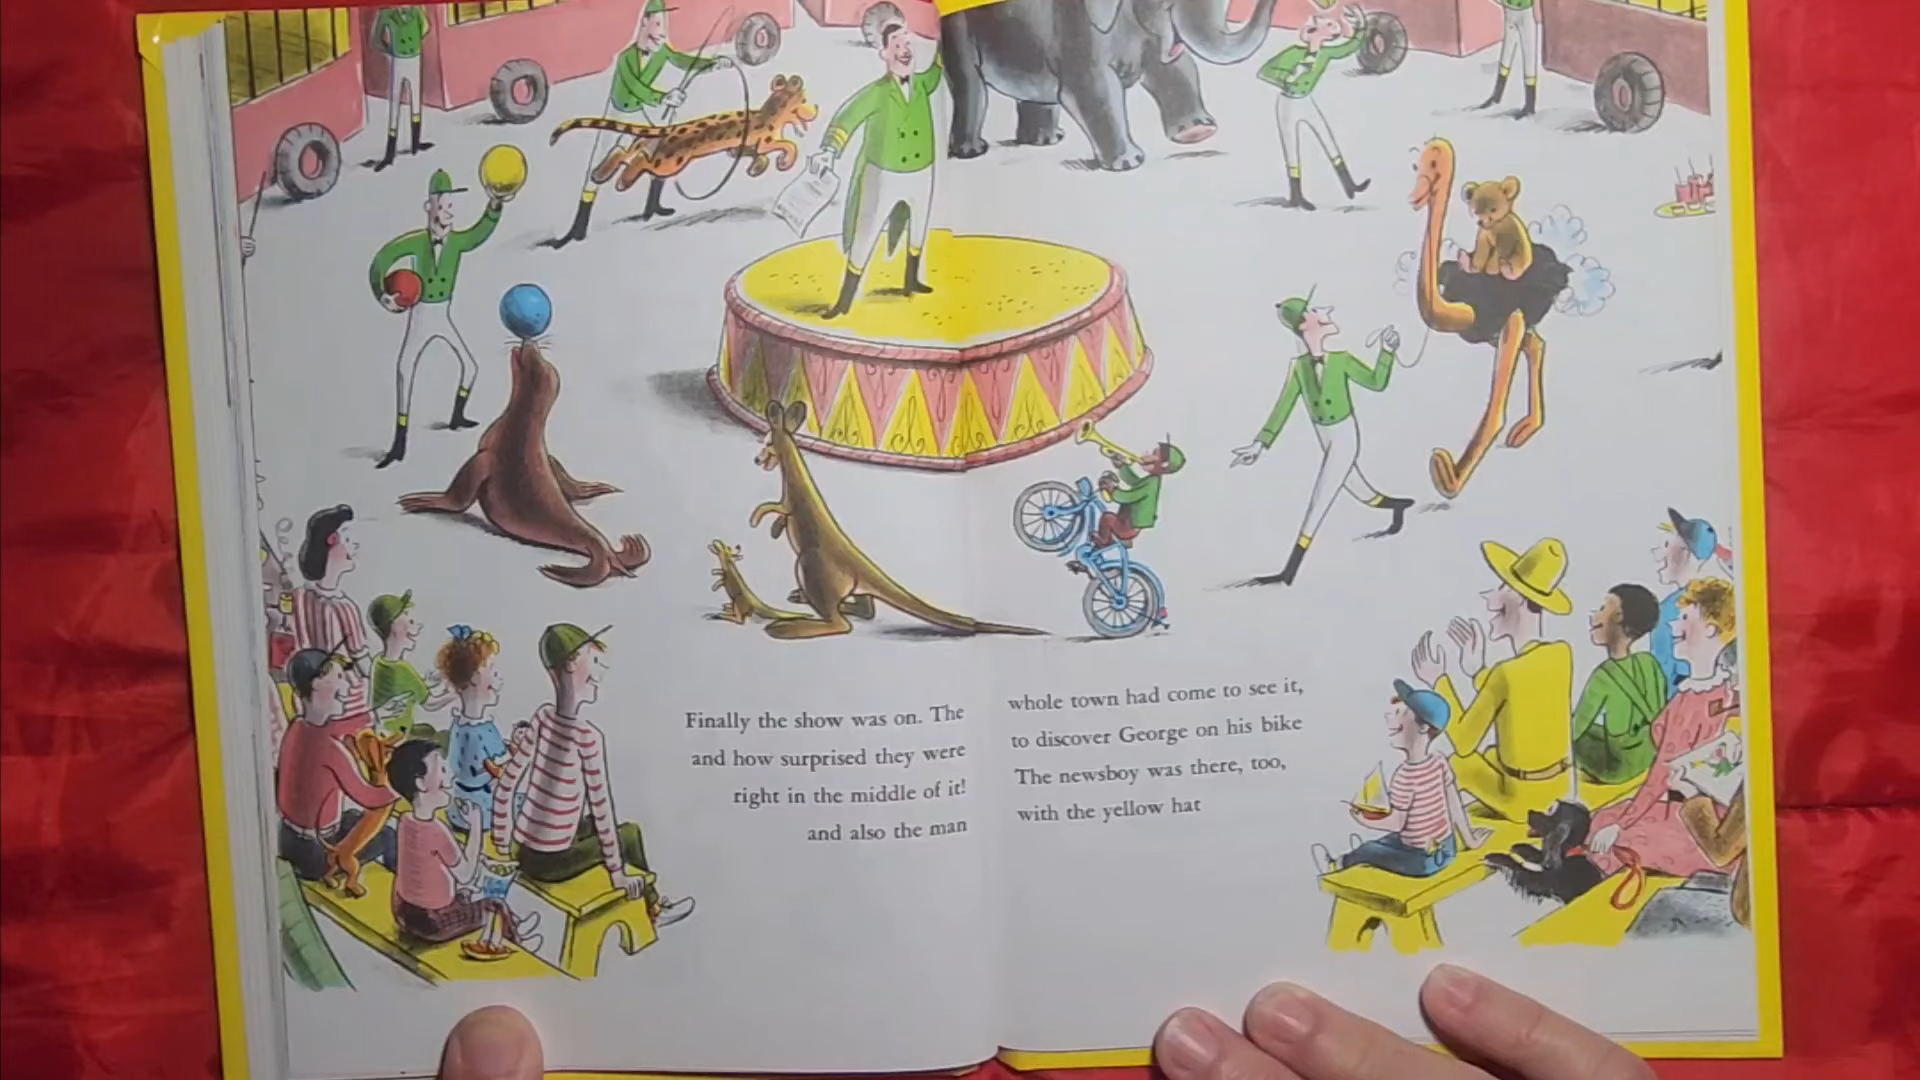 Finally the show was on. The whole town had come to see it,
and how surprised they were to discover George on his bike
right in the middle of it! The newsboy was there, too,
and also the man with the yellow hat